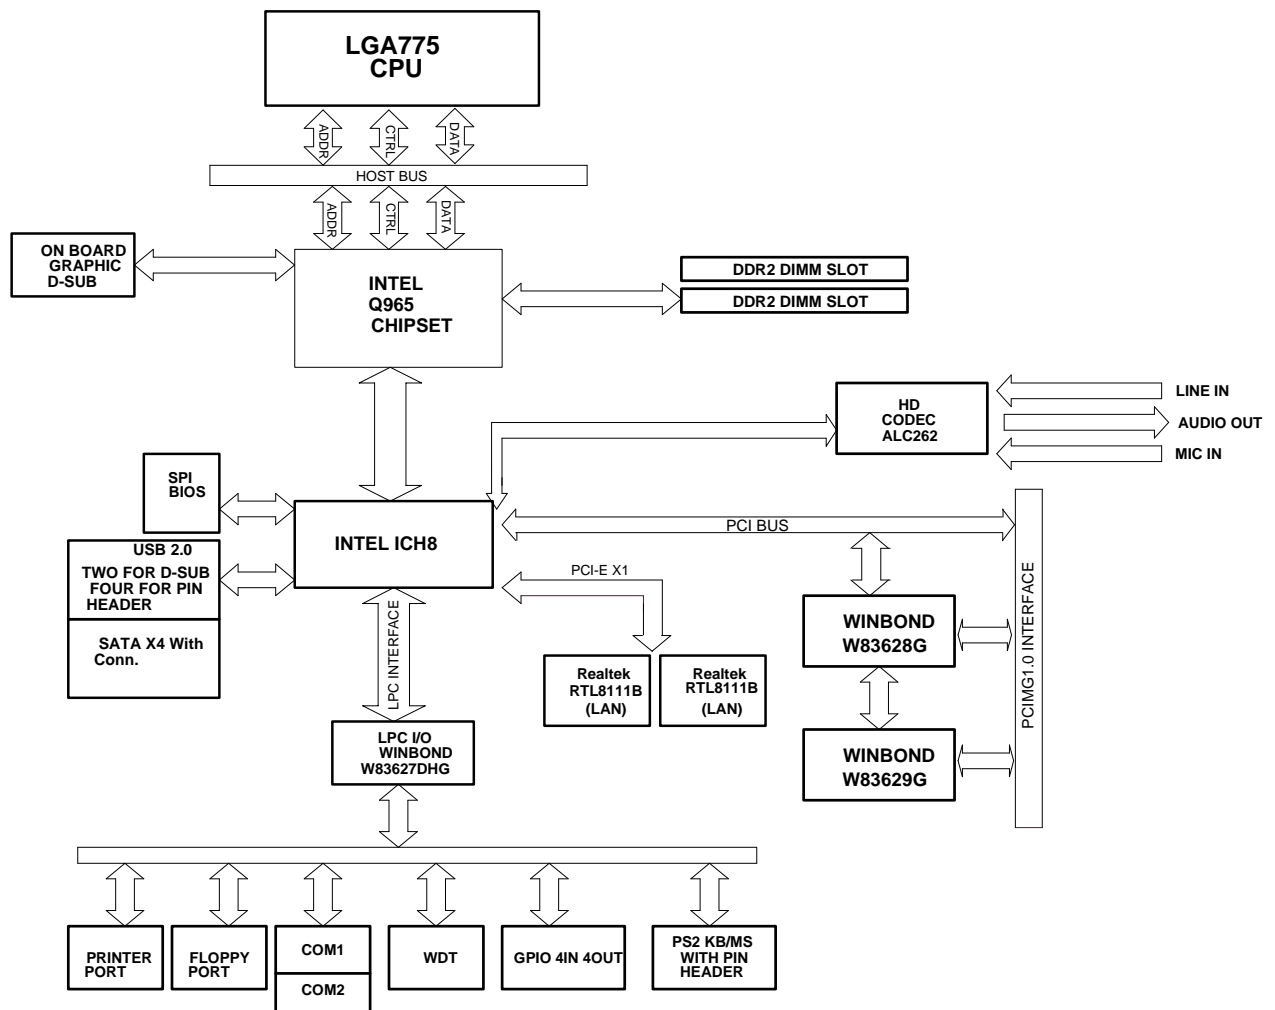 LGA775
CPU
ADDR
CTRL
DATA
HOST BUS
ADDR
CTRL
DATA
ON BOARD
GRAPHIC
D-SUB
INTEL
Q965
CHIPSET
DDR2 DIMM SLOT
DDR2 DIMM SLOT
HD
CODEC
ALC262
LINE IN
AUDIO OUT
MIC IN
SPI
BIOS
INTEL ICH8
PCI BUS
USB 2.0
TWO FOR D-SUB
FOUR FOR PIN
HEADER
SATA X4 With
Conn.
PCI-E X1
LPC INTERFACE
Realtek
RTL8111B
(LAN)
Realtek
RTL8111B
(LAN)
WINBOND
W83628G
WINBOND
W83629G
PCIMG1.0 INTERFACE
LPC I/O
WINBOND
W83627DHG
PRINTER
PORT
FLOPPY
PORT
COM1
COM2
WDT
GPIO 4IN 4OUT
PS2 KB/MS
WITH PIN
HEADER